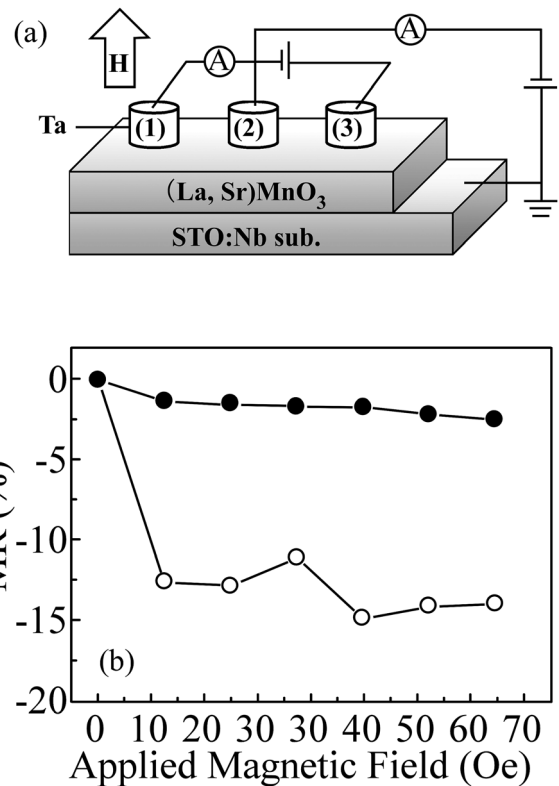 (a)
H
A
A
Ta
(1)
(2)
(3)
(La, Sr)MnO₃
STO:Nb sub.
0
-5
-10
-15
-20
(b)
0 10 20 30 30 40 50 60 70
Applied Magnetic Field (Oe)